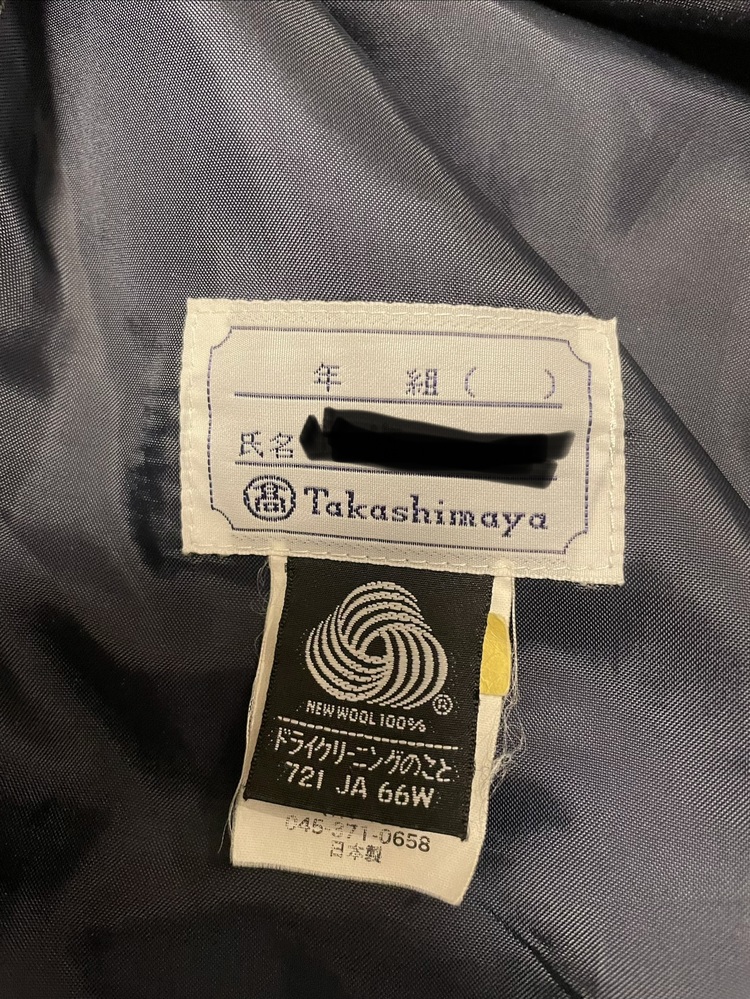 年 組( )
氏名
髙 Takashimaya
®
NEW WOOL 100%
ドライクリーニングのこと
721 JA 66W
045-371-0658
日本製